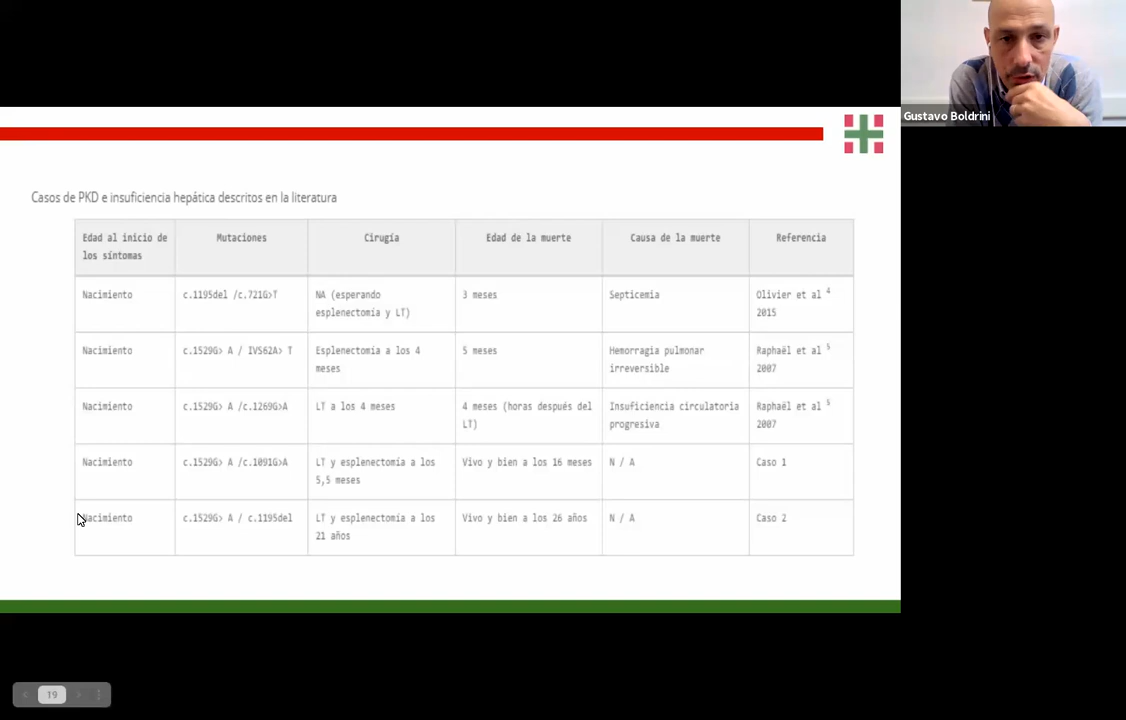 Gustavo Boldrini
Casos de PKD e insuficiencia hepática descritos en la literatura
Edad al inicio de los síntomas
Mutaciones
Cirugía
Edad de la muerte
Causa de la muerte
Referencia
Nacimiento
c.1195del /c.721G>T
NA (esperando
esplenectomía y LT)
3 meses
Septicemia
Olivier et al 4
2015
Nacimiento
c.1529G> A / IVS62A> T
Esplenectomía a los 4
meses
5 meses
Hemorragia pulmonar
irreversible
Raphaël et al 5
2007
Nacimiento
c.1529G> A /c.1269G>A
LT a los 4 meses
4 meses (horas después del
LT)
Insuficiencia circulatoria
progresiva
Raphaël et al 5
2007
Nacimiento
c.1529G> A /c.1091G>A
LT y esplenectomía a los
5,5 meses
Vivo y bien a los 16 meses
N / A
Caso 1
Nacimiento
c.1529G> A / c.1195del
LT y esplenectomía a los
21 años
Vivo y bien a los 26 años
N / A
Caso 2
19